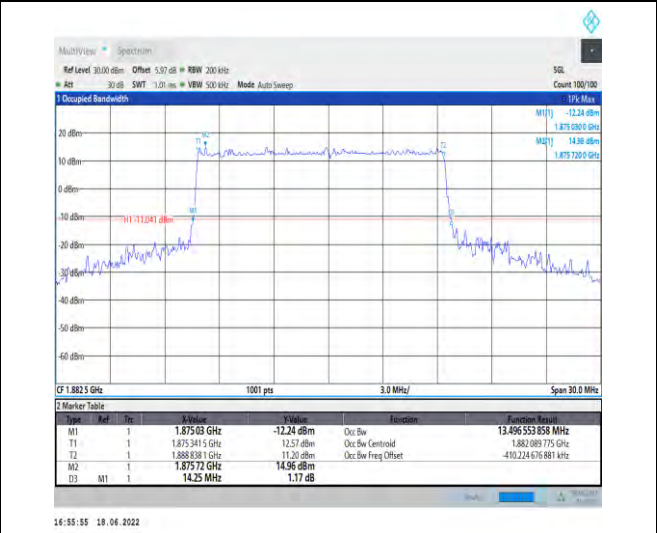 MultiView Spectrum
Ref Level 30.00 dBm Offset 5.97 dB RBW 200 kHz SGL
Att 30 dB SWT 1.01 ms VBW 500 kHz Mode Auto Sweep Count 100/100
1 Occupied Bandwidth 1Pk Max
M1[1] -12.24 dBm
1.875 030 0 GHz
M2[1] 14.96 dBm
1.875 720 0 GHz
20 dBm
M2
T1
T2
10 dBm
0 dBm
M1
-10 dBm
H1 -11.041 dBm
-20 dBm
-30 dBm
-40 dBm
-50 dBm
-60 dBm
CF 1.882 5 GHz 1001 pts 3.0 MHz/ Span 30.0 MHz
2 Marker Table
Type Ref Trc X-Value Y-Value Function Function Result
M1 1 1.875 03 GHz -12.24 dBm Occ Bw 13.496 553 858 MHz
T1 1 1.875 341 5 GHz 12.57 dBm Occ Bw Centroid 1.882 089 775 GHz
T2 1 1.888 838 1 GHz 11.20 dBm Occ Bw Freq Offset -410.224 676 881 kHz
M2 1 1.875 72 GHz 14.96 dBm
D3 M1 1 14.25 MHz 1.17 dB
16:55:55 18.06.2022